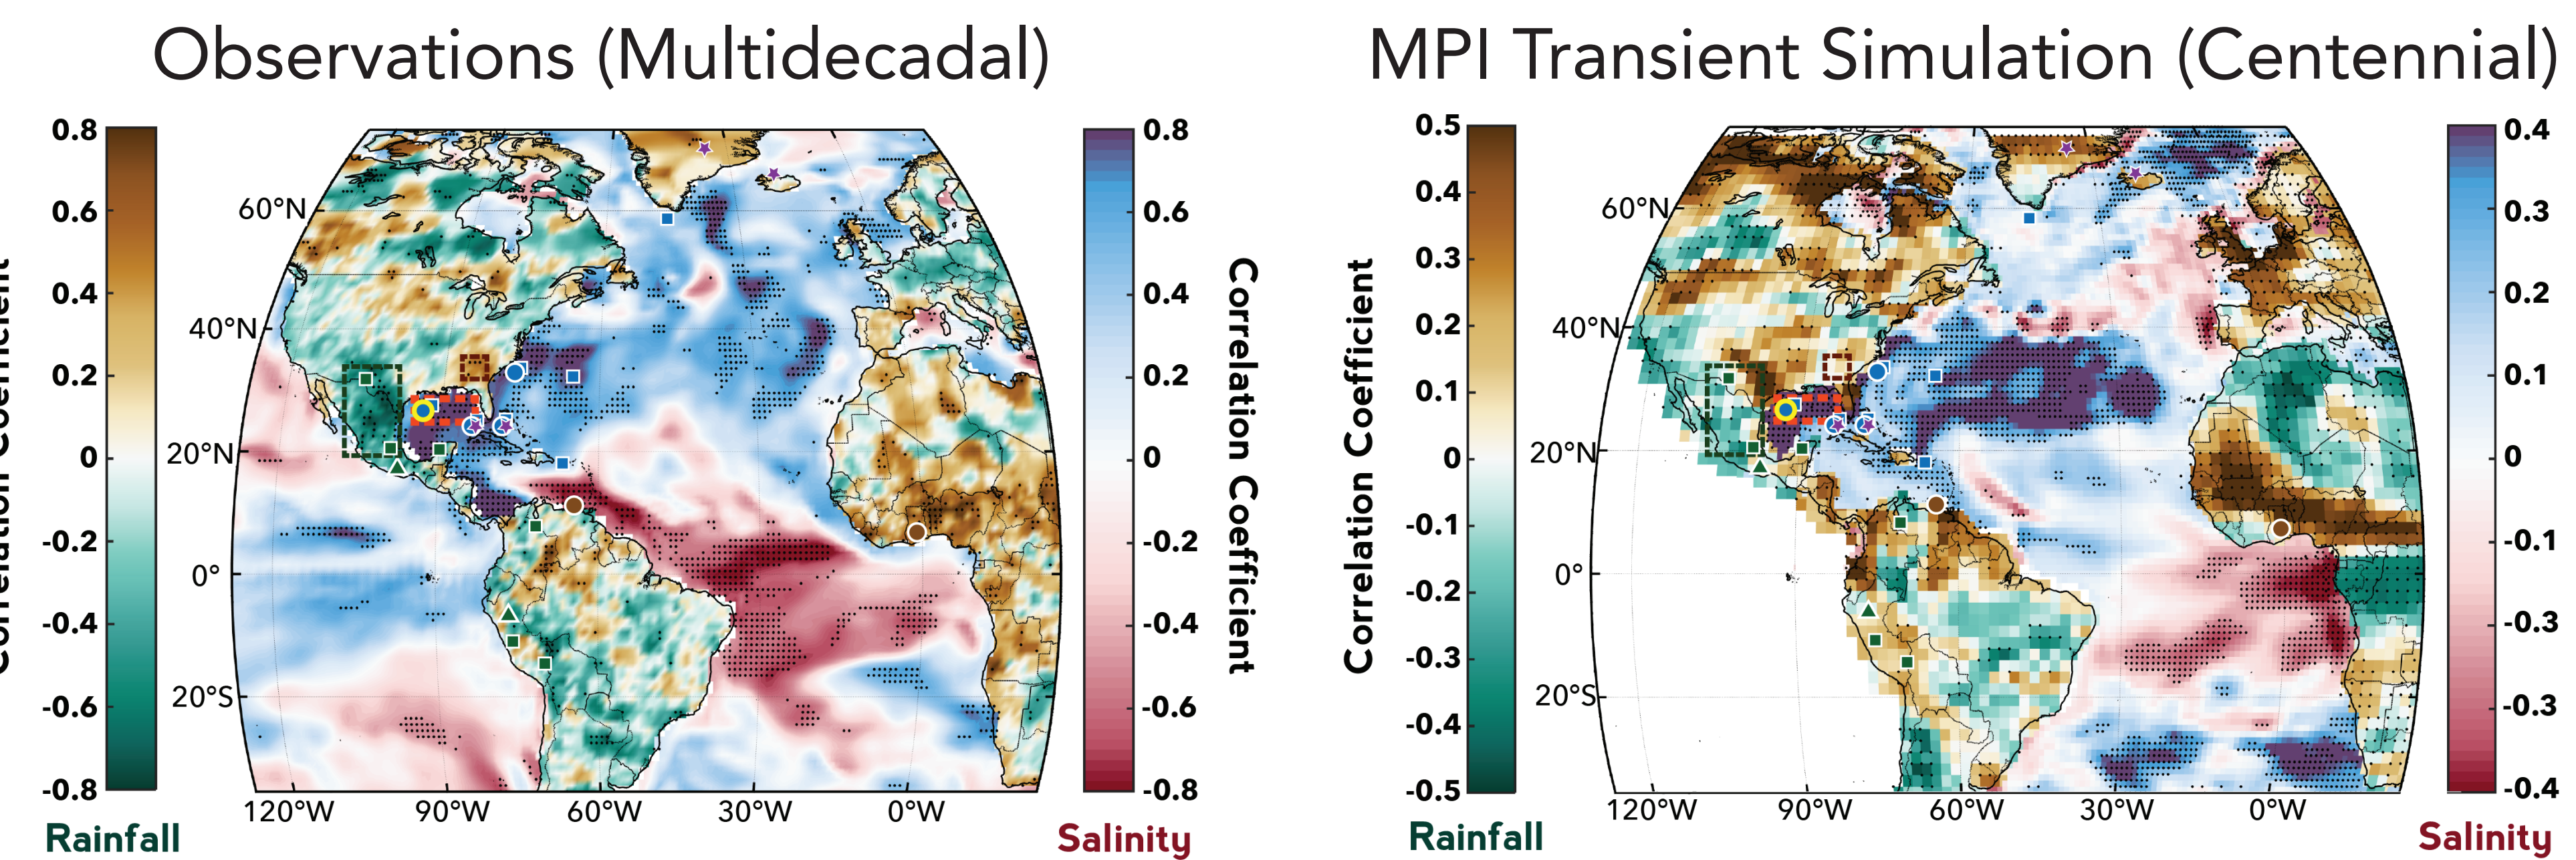 Observations (Multidecadal)
MPI Transient Simulation (Centennial)
0.8
0.6
0.4
0.2
0
-0.2
-0.4
-0.6
-0.8
Rainfall
60°N
40°N
20°N
0°
20°S
120°W
90°W
60°W
30°W
0°W
0.8
0.6
0.4
0.2
0
-0.2
-0.4
-0.6
-0.8
Correlation Coefficient
Salinity
Correlation Coefficient
0.5
0.4
0.3
0.2
0.1
0
-0.1
-0.2
-0.3
-0.4
-0.5
Rainfall
60°N
40°N
20°N
0°
20°S
120°W
90°W
60°W
30°W
0°W
0.4
0.3
0.2
0.1
0
-0.1
-0.3
-0.3
-0.4
Salinity